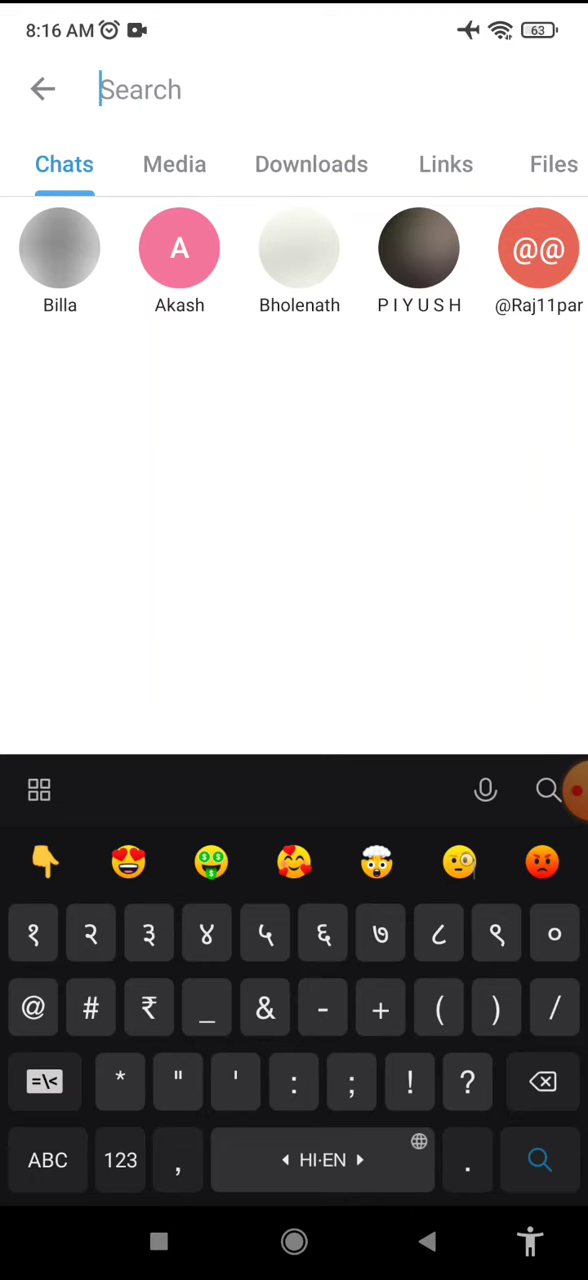 8:16 AM 63
Search
Chats Media Downloads Links Files
A @@
Billa Akash Bholenath P I Y U S H @Raj11par
१ २ ३ ४ ५ ६ ७ ८ ९ ०
@ # ₹ _ & - + ( ) /
=\< * " ' : ; ! ?
ABC 123 , HI·EN .